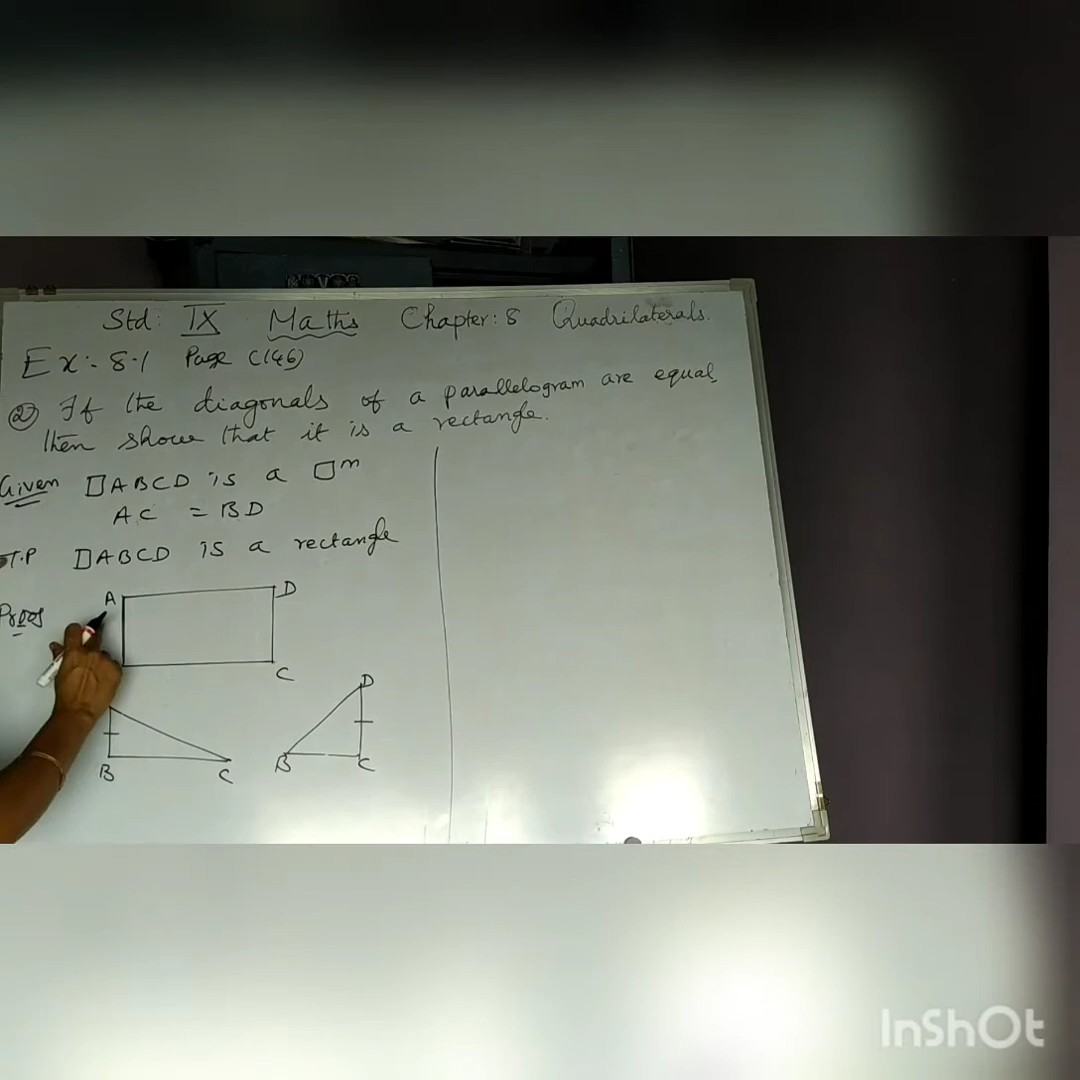 Std: IX Maths Chapter: 8 Quadrilaterals.
Ex:- 8.1 Page (146)
(2) If the diagonals of a parallelogram are equal,
then show that it is a rectangle.
Given □ABCD is a □m
AC = BD
T.P □ABCD is a rectangle
Proof
A D
C
D
B C B C
InShOt